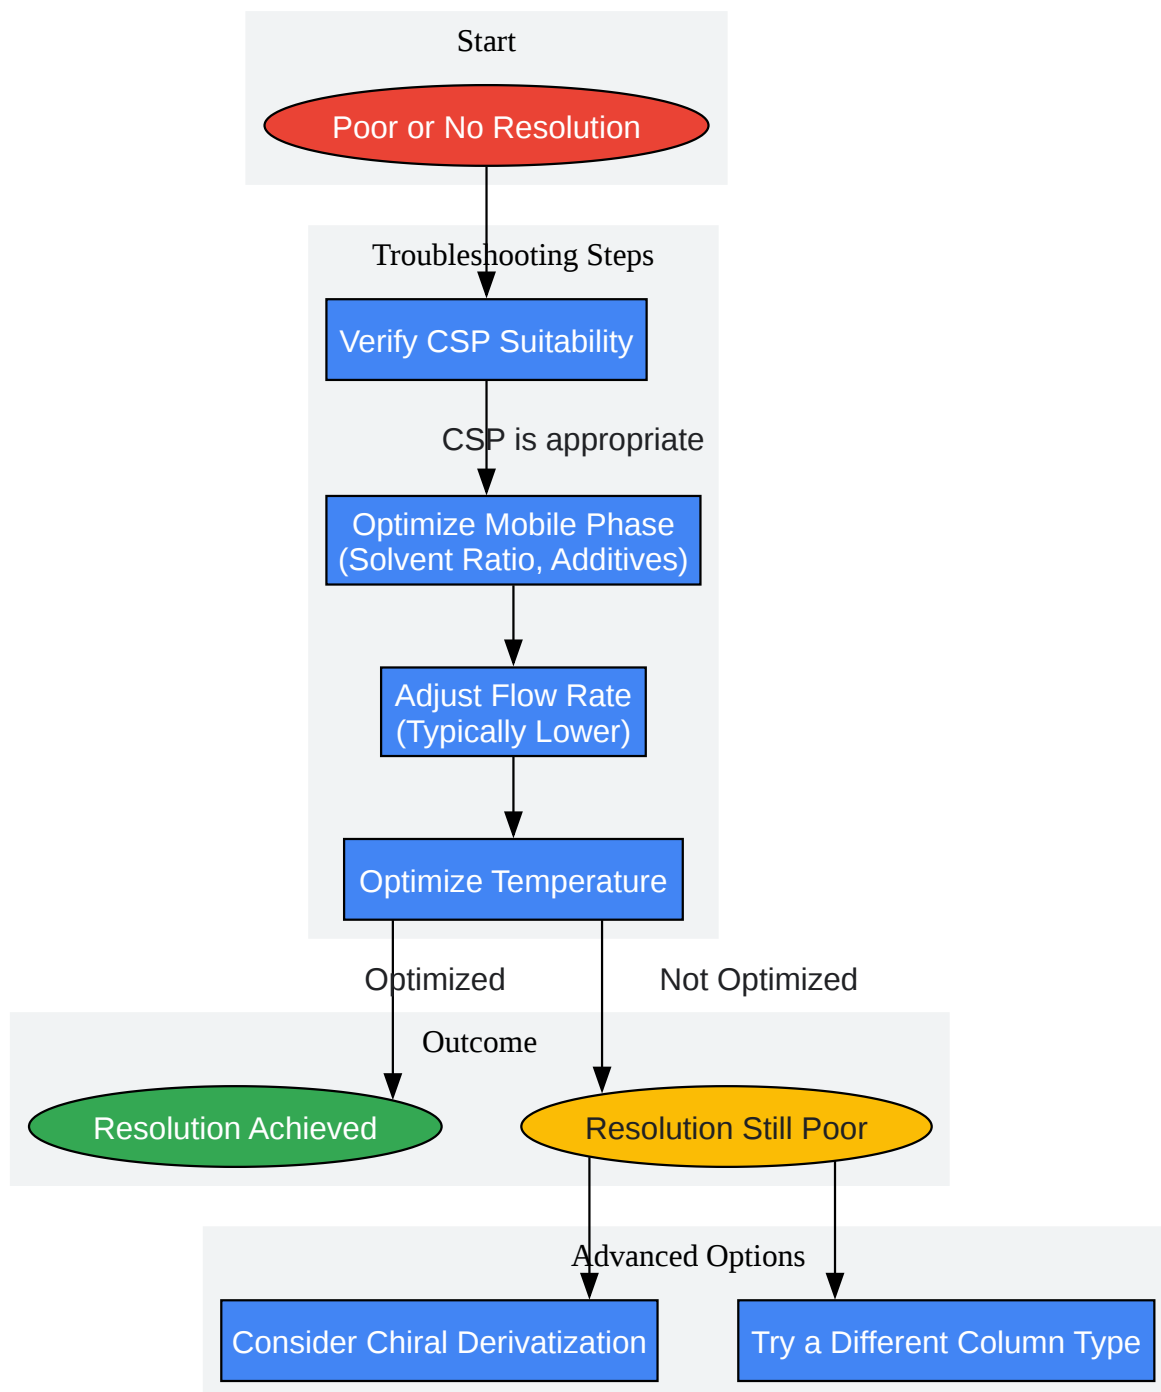 Start
Poor or No Resolution
Troubleshooting Steps
Verify CSP Suitability
CSP is appropriate
Optimize Mobile Phase
(Solvent Ratio, Additives)
Adjust Flow Rate
(Typically Lower)
Optimize Temperature
Optimized
Not Optimized
Outcome
Resolution Achieved
Resolution Still Poor
Advanced Options
Consider Chiral Derivatization
Try a Different Column Type